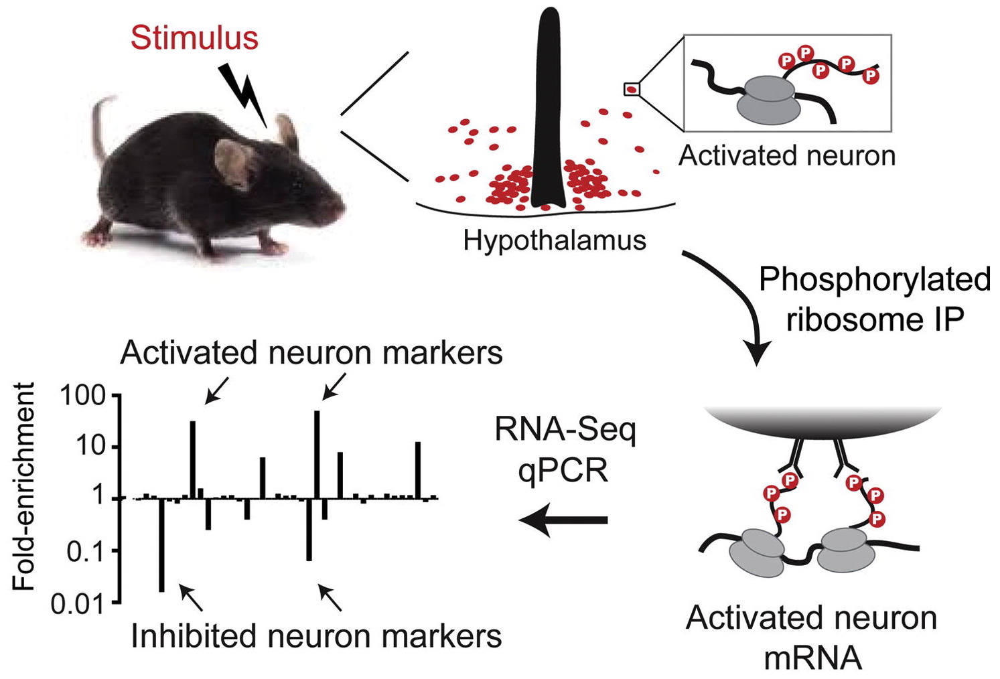 Stimulus
P P P P P
Activated neuron
Hypothalamus
Phosphorylated
ribosome IP
Activated neuron markers
Fold-enrichment
100
10
1
0.1
0.01
Inhibited neuron markers
RNA-Seq
qPCR
P P P P P P
Activated neuron
mRNA